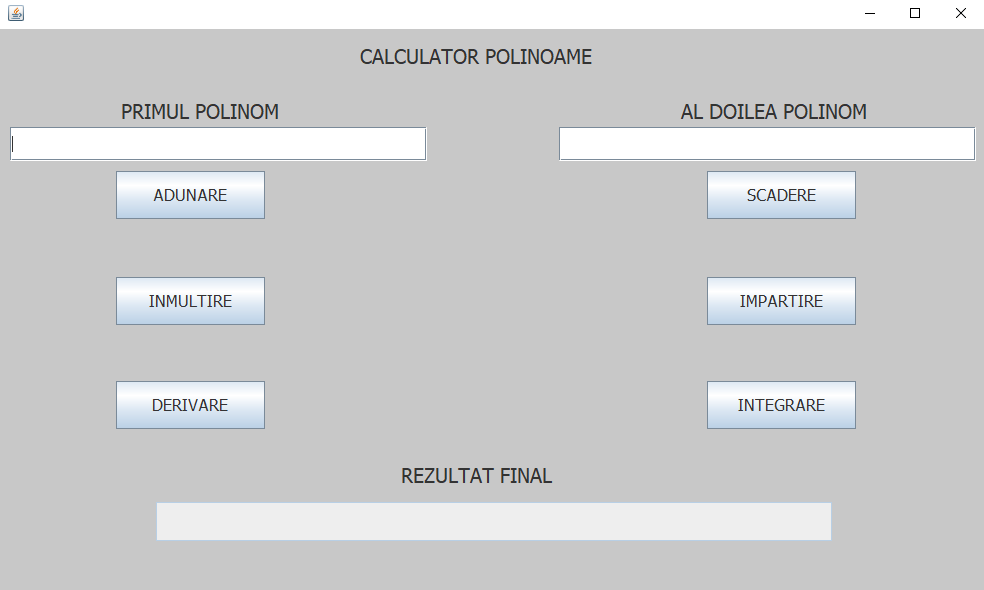 CALCULATOR POLINOAME
PRIMUL POLINOM
AL DOILEA POLINOM
ADUNARE
SCADERE
INMULTIRE
IMPARTIRE
DERIVARE
INTEGRARE
REZULTAT FINAL